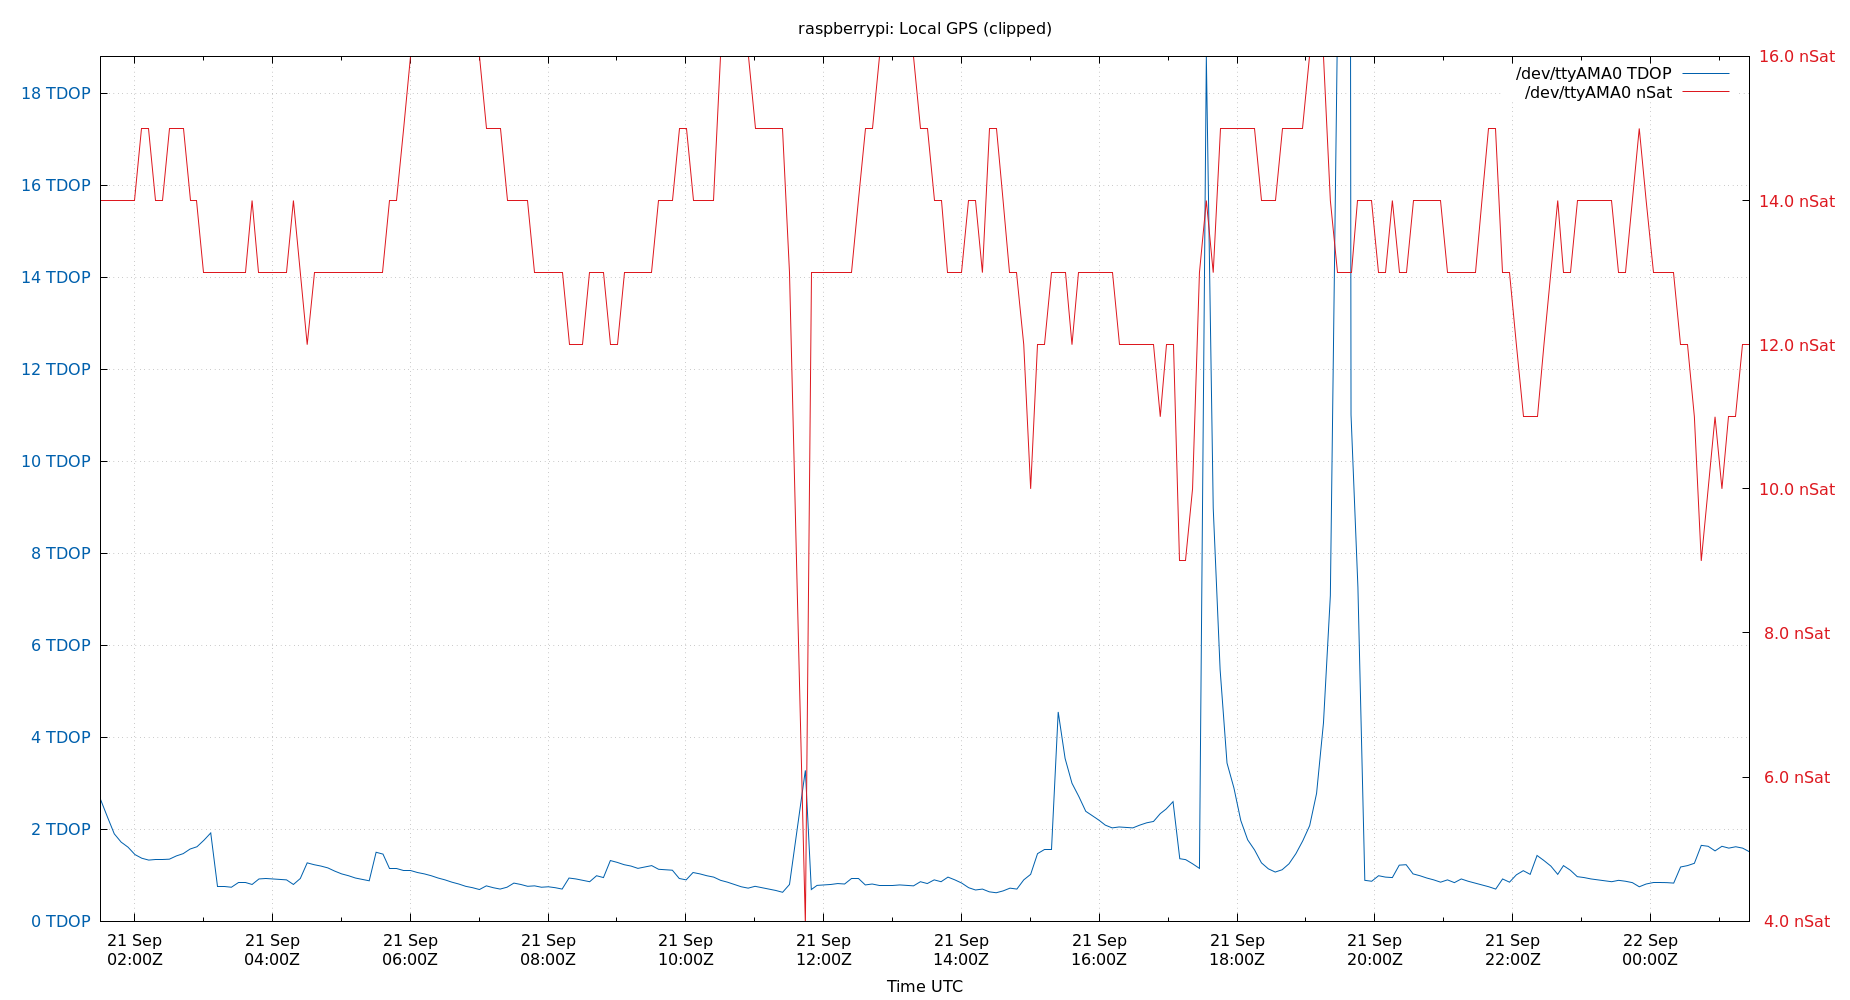 raspberrypi: Local GPS (clipped)
/dev/ttyAMA0 TDOP
/dev/ttyAMA0 nSat
18 TDOP
16 TDOP
14 TDOP
12 TDOP
10 TDOP
8 TDOP
6 TDOP
4 TDOP
2 TDOP
0 TDOP
16.0 nSat
14.0 nSat
12.0 nSat
10.0 nSat
8.0 nSat
6.0 nSat
4.0 nSat
21 Sep 21 Sep 21 Sep 21 Sep 21 Sep 21 Sep 21 Sep 21 Sep 21 Sep 21 Sep 21 Sep 22 Sep
02:00Z 04:00Z 06:00Z 08:00Z 10:00Z 12:00Z 14:00Z 16:00Z 18:00Z 20:00Z 22:00Z 00:00Z
Time UTC